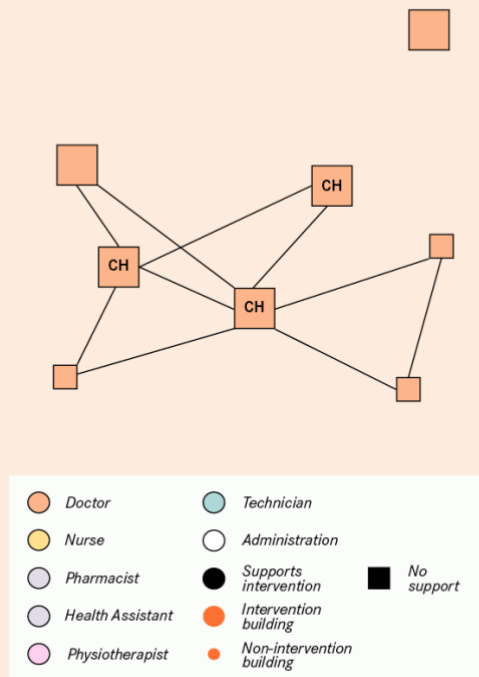 CH
CH
CH
Doctor
Technician
Nurse
Administration
Pharmacist
Supports
intervention
No
support
Health Assistant
Intervention
building
Physiotherapist
Non-intervention
building